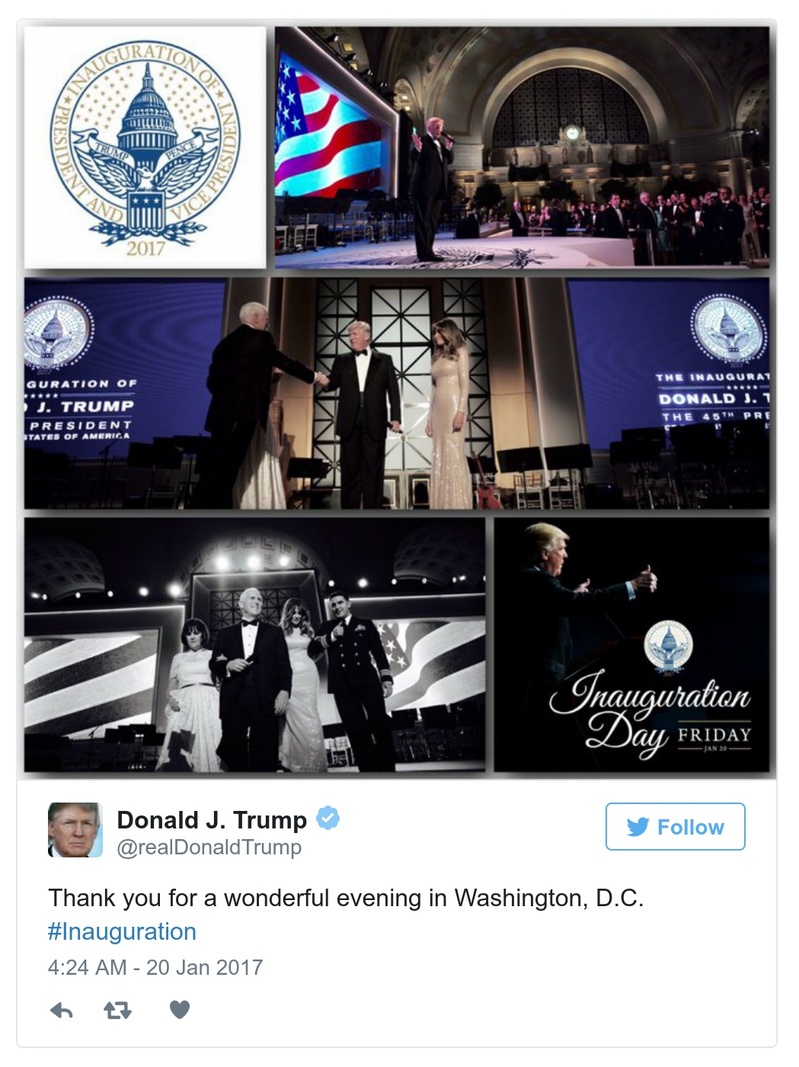 INAUGURATION OF
PRESIDENT AND VICE PRESIDENT
TRUMP PENCE
2017
GURATION OF
J. TRUMP
PRESIDENT
STATES OF AMERICA
THE INAUGURAT
DONALD J. T
THE 45TH PRE
Inauguration
Day FRIDAY
JAN 20
Donald J. Trump
@realDonaldTrump
Follow
Thank you for a wonderful evening in Washington, D.C.
#Inauguration
4:24 AM - 20 Jan 2017